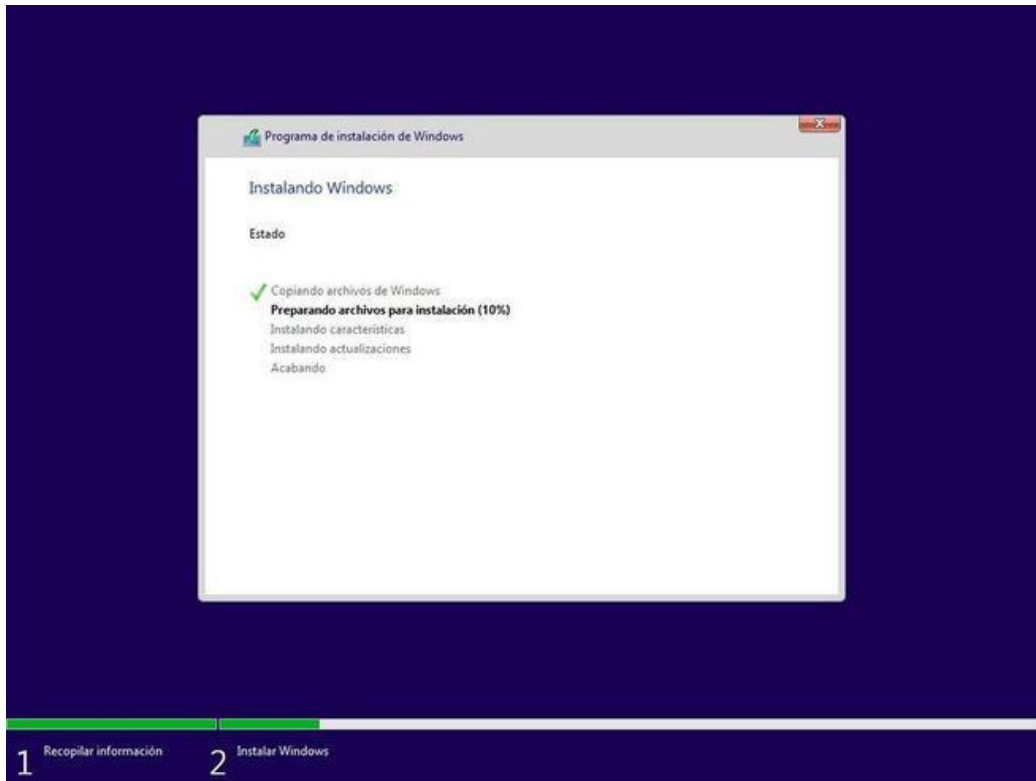 Programa de instalación de Windows
Instalando Windows
Estado
Copiando archivos de Windows
Preparando archivos para instalación (10%)
Instalando características
Instalando actualizaciones
Acabando
1 Recopilar información
2 Instalar Windows